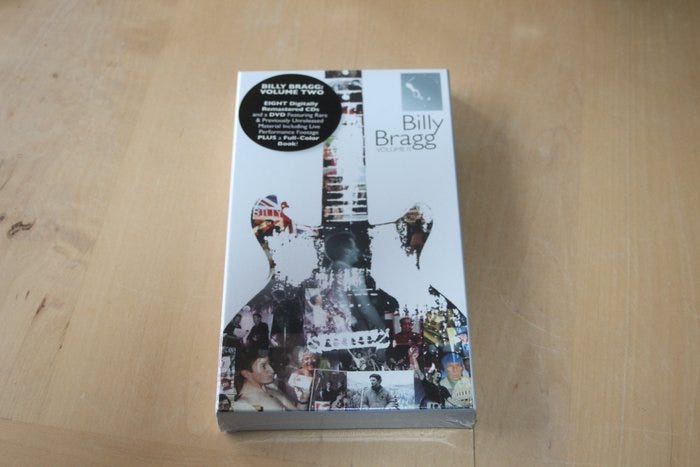 BILLY BRAGG:
VOLUME TWO
EIGHT Digitally
Remastered CDs
and a DVD Featuring Rare
& Previously Unreleased
Material Including Live
Performance Footage
PLUS a Full-Color
Book!
Billy
Bragg
VOLUME II
BILLY